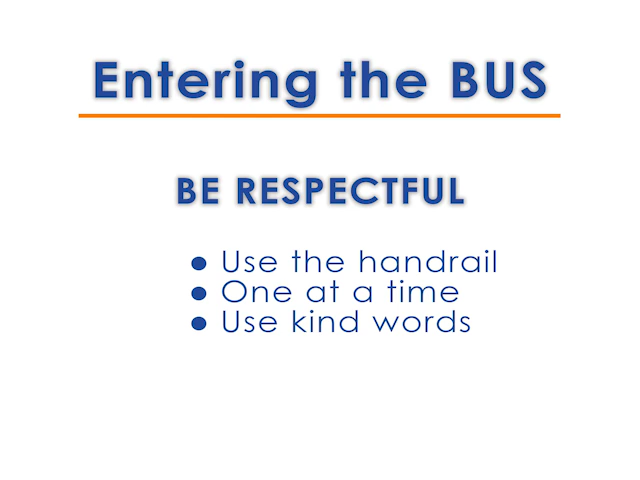 Entering the BUS
BE RESPECTFUL
• Use the handrail
• One at a time
• Use kind words